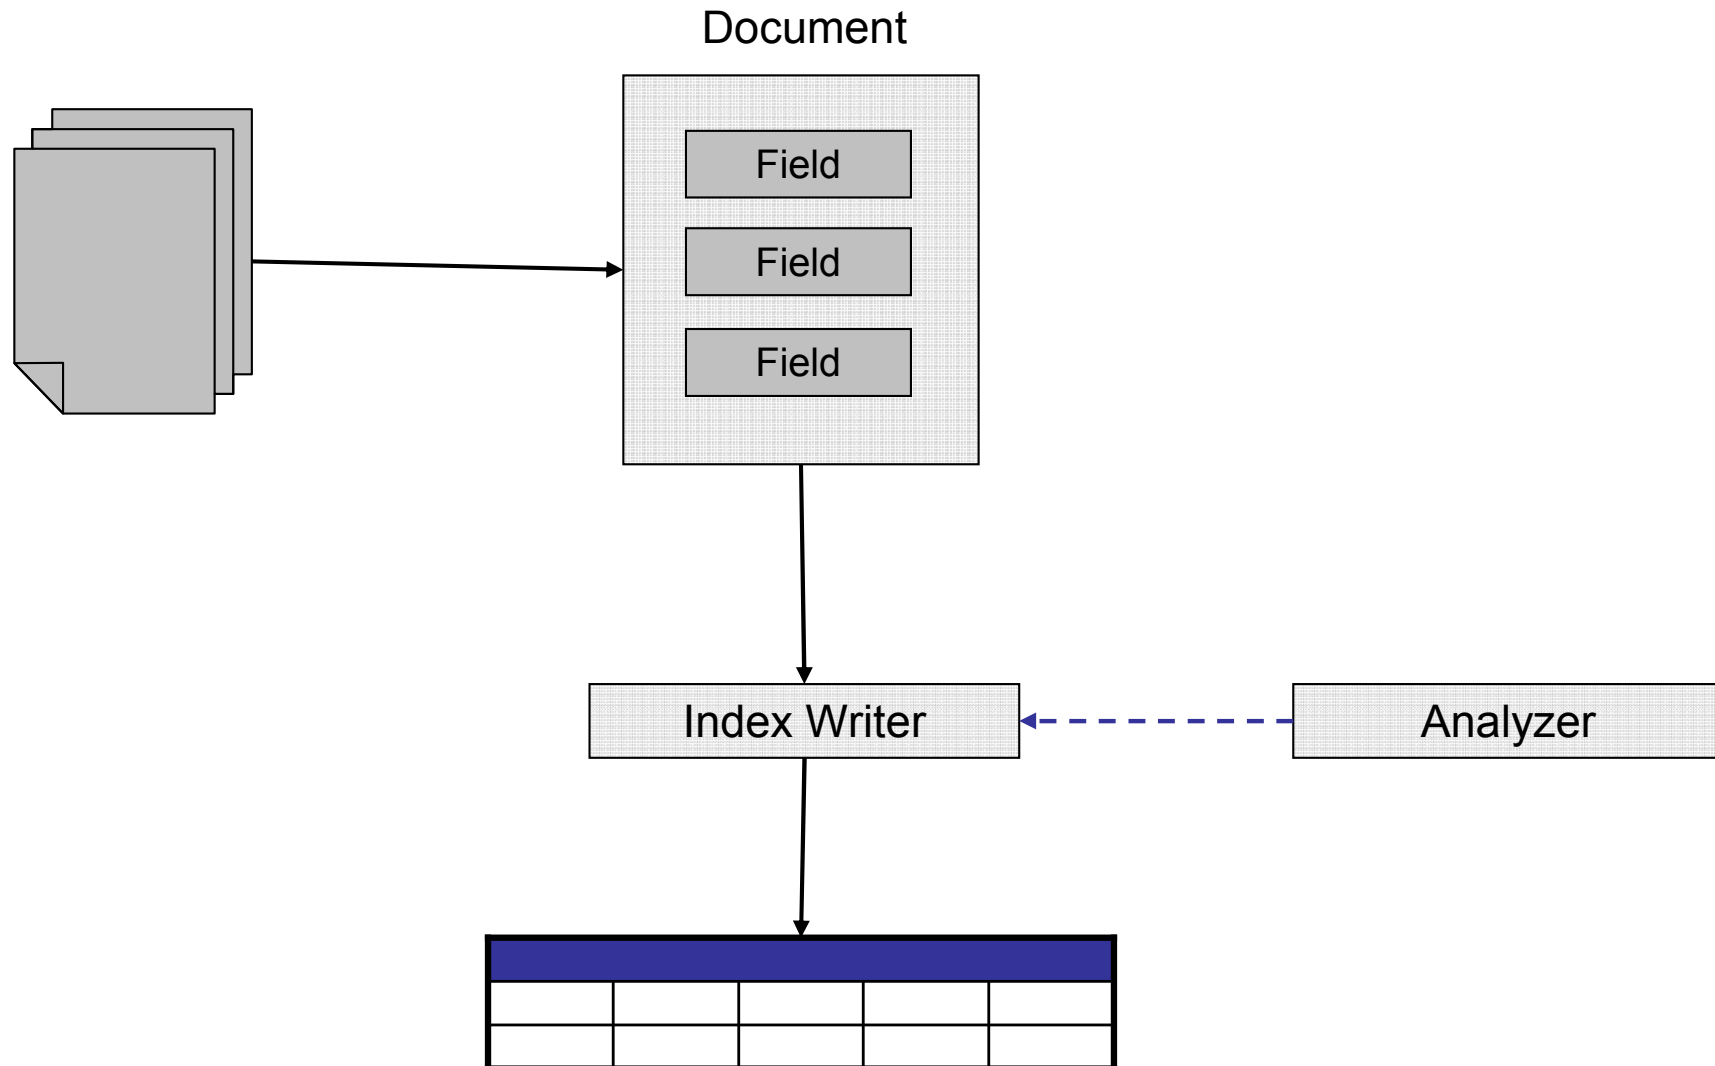 Document
Field
Field
Field
Index Writer
Analyzer